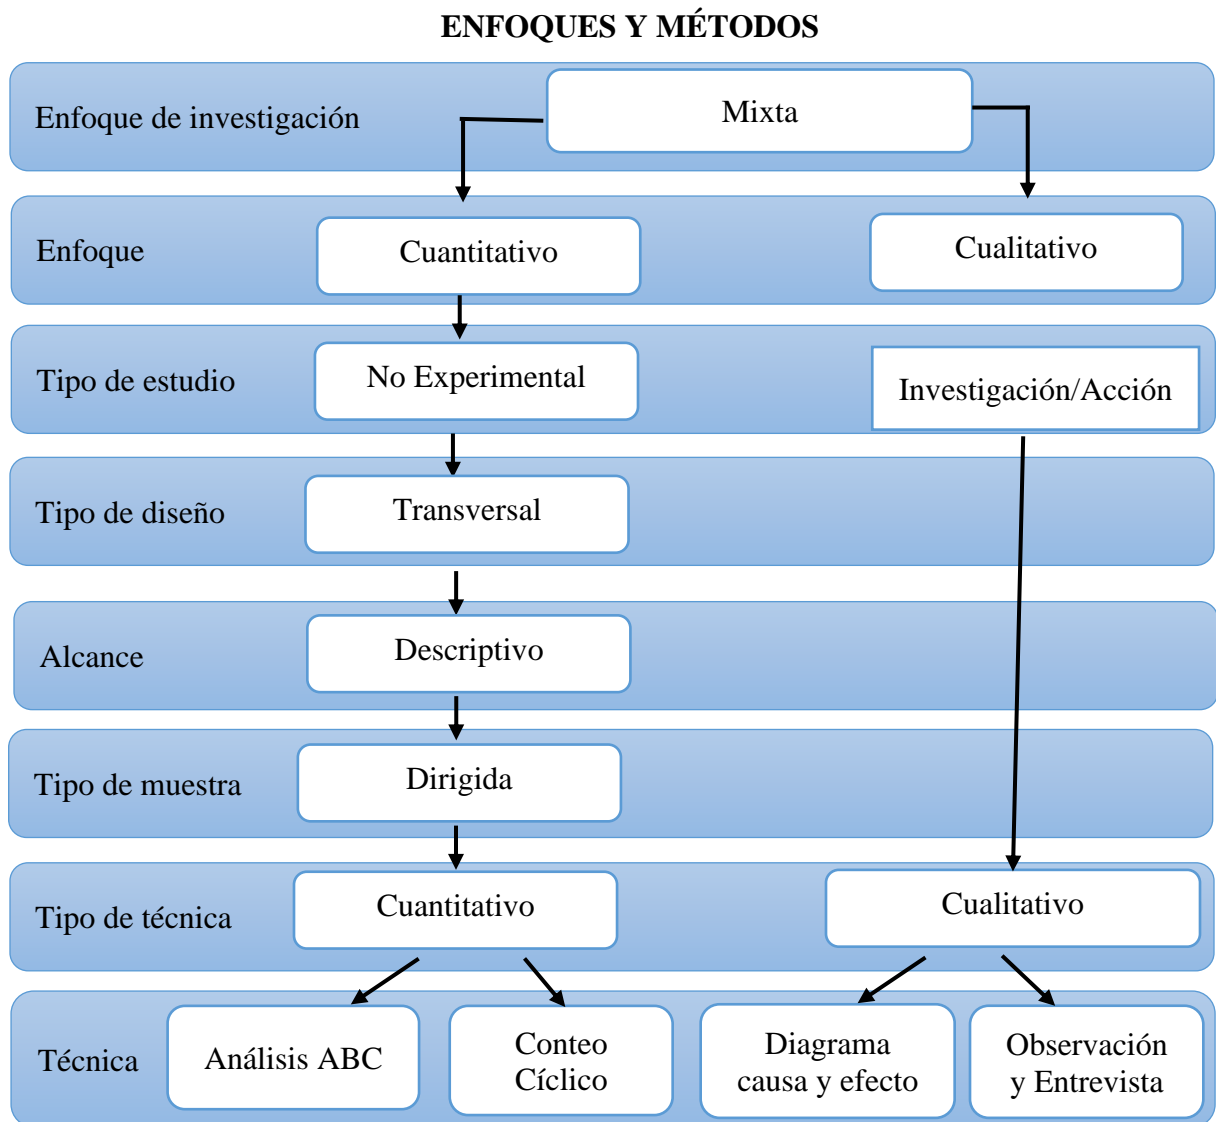 ENFOQUES Y MÉTODOS
Enfoque de investigación
Mixta
Enfoque
Cuantitativo
Cualitativo
Tipo de estudio
No Experimental
Investigación/Acción
Tipo de diseño
Transversal
Alcance
Descriptivo
Tipo de muestra
Dirigida
Tipo de técnica
Cuantitativo
Cualitativo
Técnica
Análisis ABC
Conteo
Cíclico
Diagrama
causa y efecto
Observación
y Entrevista